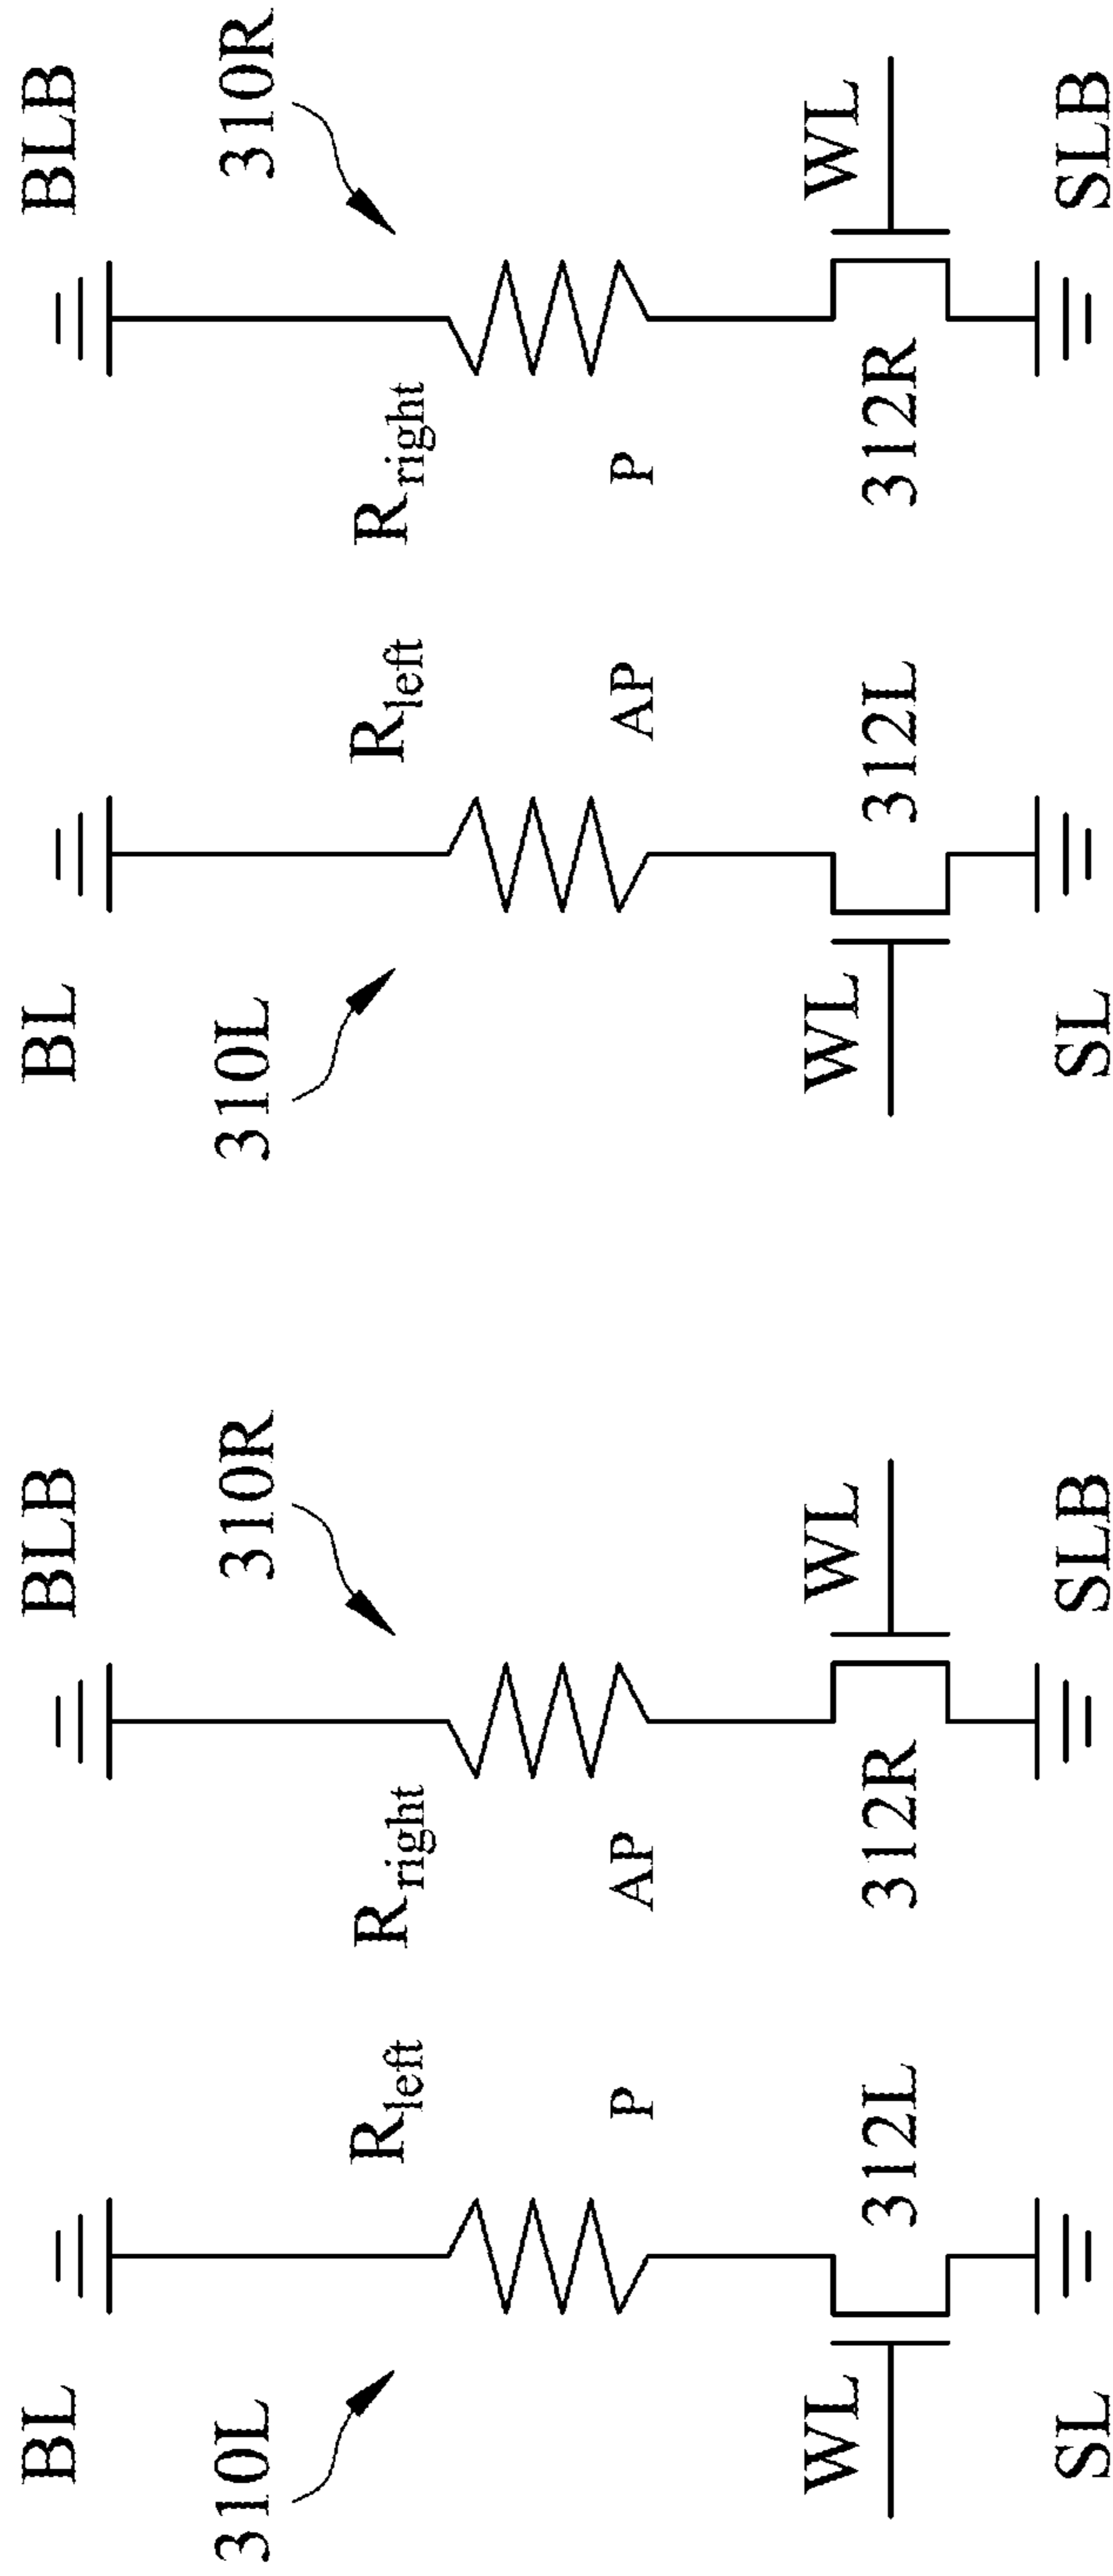 BL
BLB
310L
310R
Rleft
Rright
P
AP
WL
WL
312L
312R
SL
SLB
BL
BLB
310L
310R
Rleft
Rright
AP
P
WL
WL
312L
312R
SL
SLB